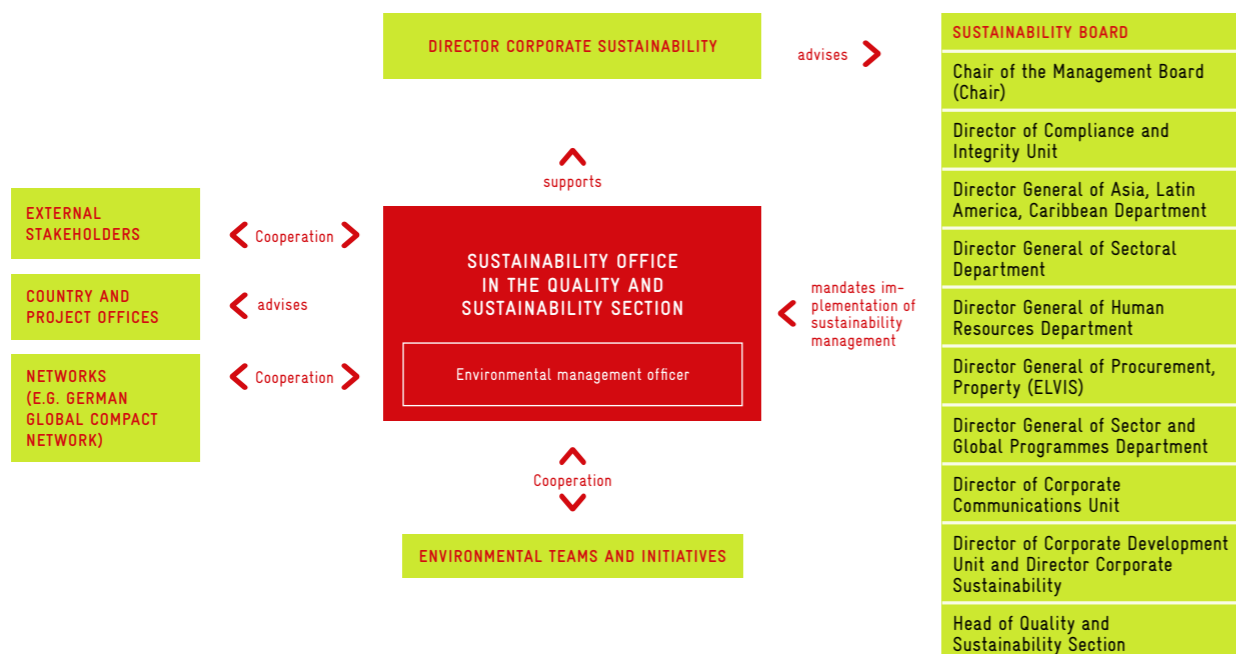 DIRECTOR CORPORATE SUSTAINABILITY
advises
supports
EXTERNAL
STAKEHOLDERS
Cooperation
COUNTRY AND
PROJECT OFFICES
advises
NETWORKS
(E.G. GERMAN
GLOBAL COMPACT
NETWORK)
Cooperation
SUSTAINABILITY OFFICE
IN THE QUALITY AND
SUSTAINABILITY SECTION
Environmental management officer
mandates im-
plementation of
sustainability
management
Cooperation
ENVIRONMENTAL TEAMS AND INITIATIVES
SUSTAINABILITY BOARD
Chair of the Management Board
(Chair)
Director of Compliance and
Integrity Unit
Director General of Asia, Latin
America, Caribbean Department
Director General of Sectoral
Department
Director General of Human
Resources Department
Director General of Procurement,
Property (ELVIS)
Director General of Sector and
Global Programmes Department
Director of Corporate
Communications Unit
Director of Corporate Development
Unit and Director Corporate
Sustainability
Head of Quality and
Sustainability Section